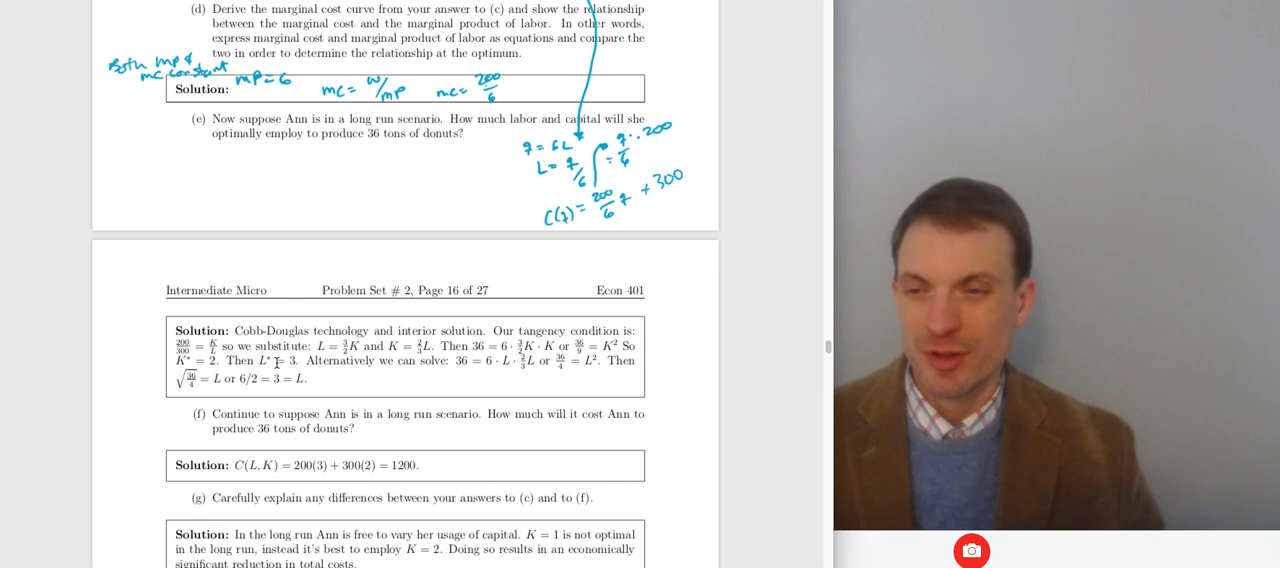 (d) Derive the marginal cost curve from your answer to (c) and show the relationship
between the marginal cost and the marginal product of labor. In other words,
express marginal cost and marginal product of labor as equations and compare the
two in order to determine the relationship at the optimum.
Both MP &
MC constant
Solution: MP = 6 MC = w/MP MC = 200/6
(e) Now suppose Ann is in a long run scenario. How much labor and capital will she
optimally employ to produce 36 tons of donuts?
q = 6L
L = q/6
q/6 · 200
C(q) = 200/6 q + 300
Intermediate Micro Problem Set # 2, Page 16 of 27 Econ 401
Solution: Cobb-Douglas technology and interior solution. Our tangency condition is:
200/300 = K/L so we substitute: L = 3/2K and K = 2/3L. Then 36 = 6 · 3/2K · K or 36/9 = K² So
K* = 2. Then L* = 3. Alternatively we can solve: 36 = 6 · L · 2/3L or 36/4 = L². Then
√36/4 = L or 6/2 = 3 = L.
(f) Continue to suppose Ann is in a long run scenario. How much will it cost Ann to
produce 36 tons of donuts?
Solution: C(L, K) = 200(3) + 300(2) = 1200.
(g) Carefully explain any differences between your answers to (c) and to (f).
Solution: In the long run Ann is free to vary her usage of capital. K = 1 is not optimal
in the long run, instead it's best to employ K = 2. Doing so results in an economically
significant reduction in total costs.